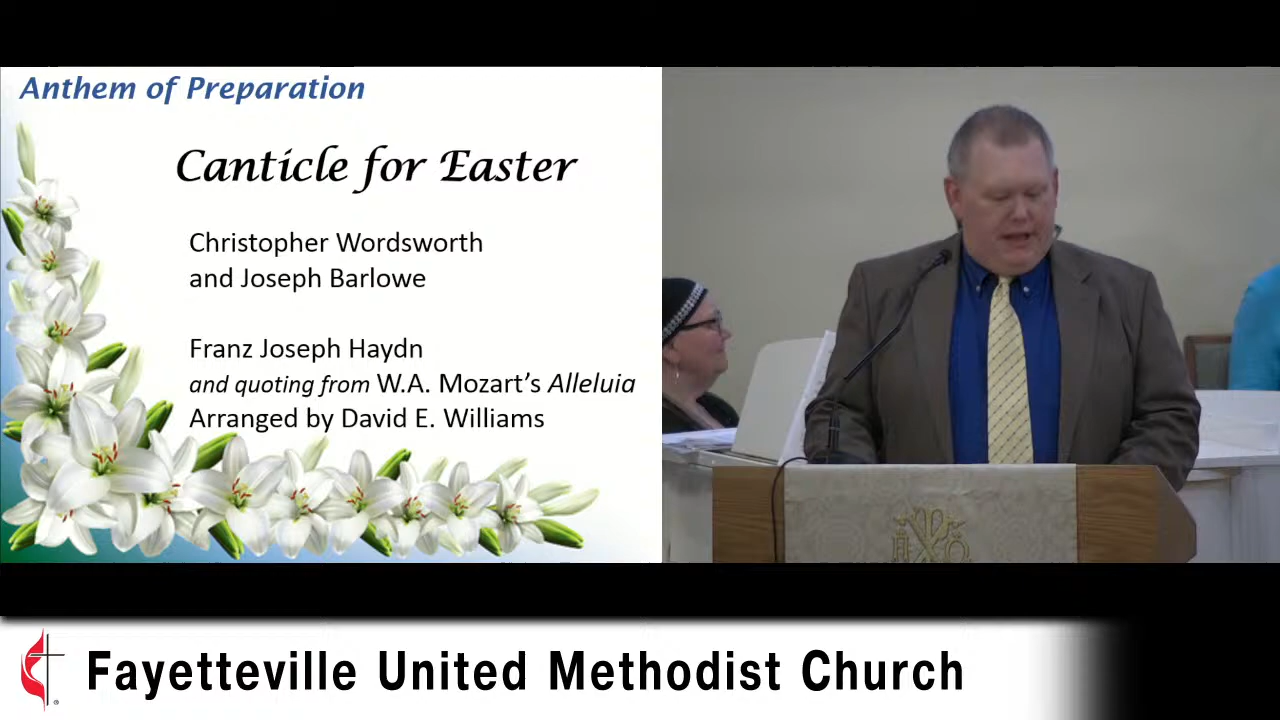 Anthem of Preparation
Canticle for Easter
Christopher Wordsworth
and Joseph Barlowe
Franz Joseph Haydn
and quoting from W.A. Mozart's Alleluia
Arranged by David E. Williams
Fayetteville United Methodist Church